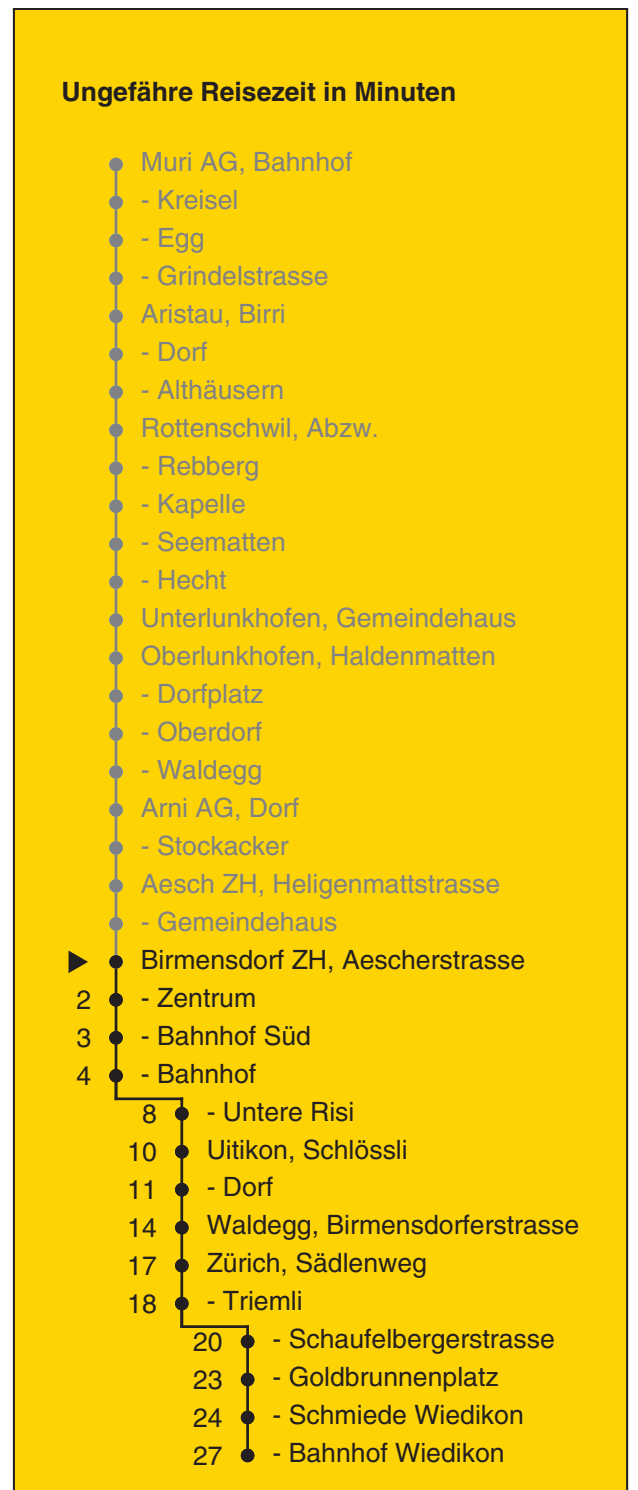 Ungefähre Reisezeit in Minuten
Muri AG, Bahnhof
- Kreisel
- Egg
- Grindelstrasse
Aristau, Birri
- Dorf
- Althäusern
Rottenschwil, Abzw.
- Rebberg
- Kapelle
- Seematten
- Hecht
Unterlunkhofen, Gemeindehaus
Oberlunkhofen, Haldenmatten
- Dorfplatz
- Oberdorf
- Waldegg
Arni AG, Dorf
- Stockacker
Aesch ZH, Heligenmattstrasse
- Gemeindehaus
Birmensdorf ZH, Aescherstrasse
2 - Zentrum
3 - Bahnhof Süd
4 - Bahnhof
8 - Untere Risi
10 Uitikon, Schlössli
11 - Dorf
14 Waldegg, Birmensdorferstrasse
17 Zürich, Sädlenweg
18 - Triemli
20 - Schaufelbergerstrasse
23 - Goldbrunnenplatz
24 - Schmiede Wiedikon
27 - Bahnhof Wiedikon